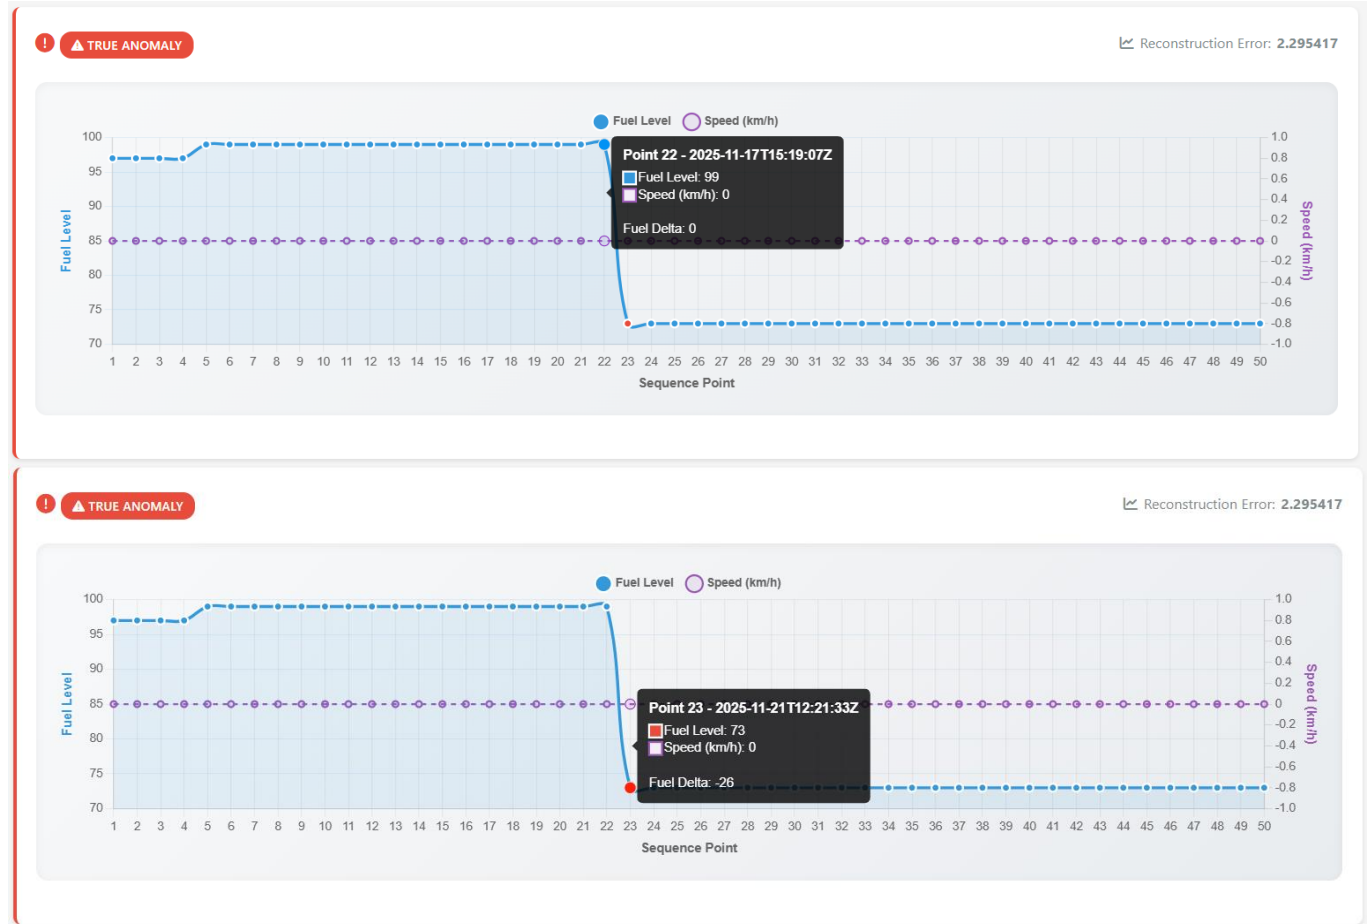 TRUE ANOMALY
Reconstruction Error: 2.295417
Fuel Level Speed (km/h)
100
95
90
85
80
75
70
Fuel Level
1.0
0.8
0.6
0.4
0.2
0
-0.2
-0.4
-0.6
-0.8
-1.0
Speed (km/h)
Point 22 - 2025-11-17T15:19:07Z
Fuel Level: 99
Speed (km/h): 0
Fuel Delta: 0
1 2 3 4 5 6 7 8 9 10 11 12 13 14 15 16 17 18 19 20 21 22 23 24 25 26 27 28 29 30 31 32 33 34 35 36 37 38 39 40 41 42 43 44 45 46 47 48 49 50
Sequence Point
TRUE ANOMALY
Reconstruction Error: 2.295417
Fuel Level Speed (km/h)
100
95
90
85
80
75
70
Fuel Level
1.0
0.8
0.6
0.4
0.2
0
-0.2
-0.4
-0.6
-0.8
-1.0
Speed (km/h)
Point 23 - 2025-11-21T12:21:33Z
Fuel Level: 73
Speed (km/h): 0
Fuel Delta: -26
1 2 3 4 5 6 7 8 9 10 11 12 13 14 15 16 17 18 19 20 21 22 23 24 25 26 27 28 29 30 31 32 33 34 35 36 37 38 39 40 41 42 43 44 45 46 47 48 49 50
Sequence Point